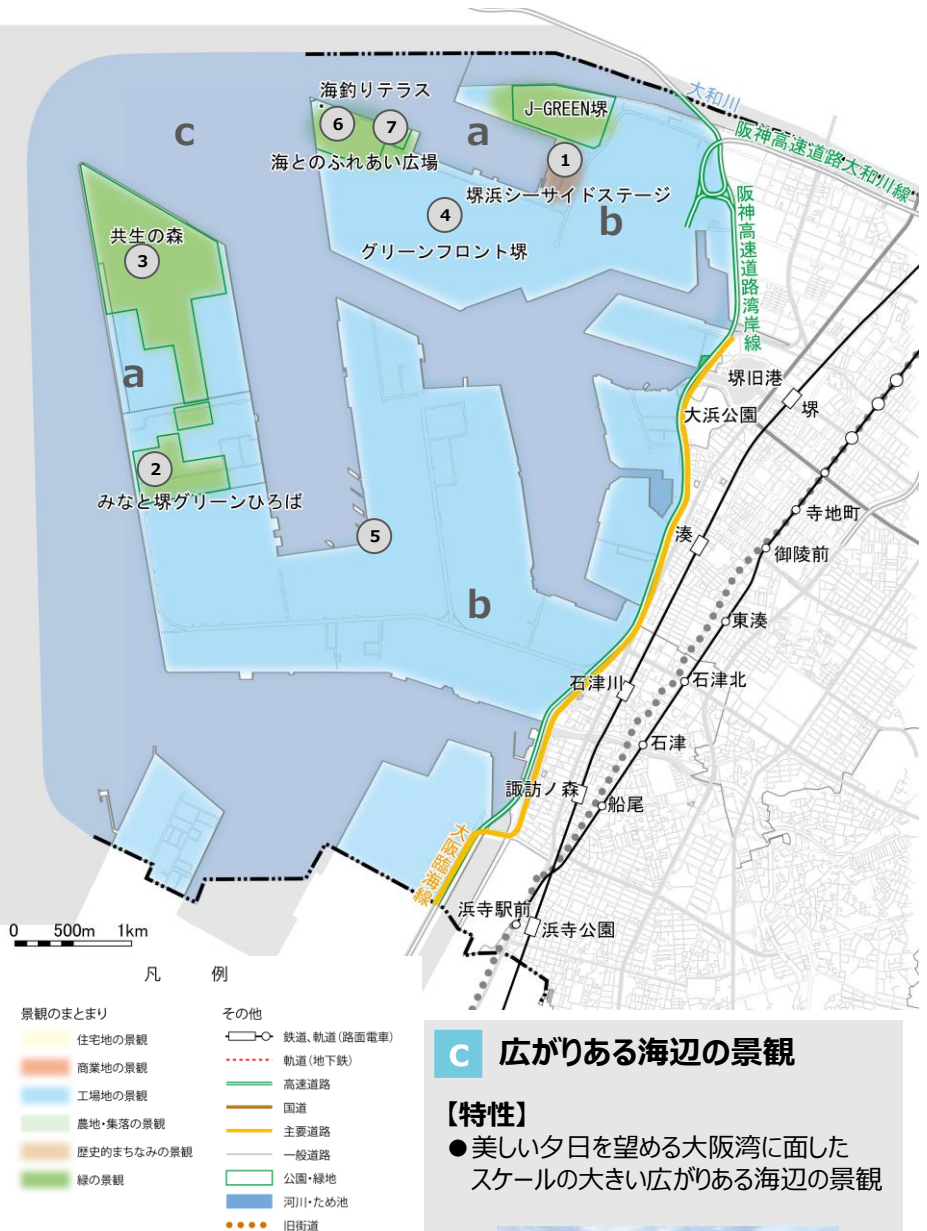 海釣りテラス
大和川
J-GREEN堺
阪神高速道路大和川線
c
6
7
a
海とのふれあい広場
1
堺浜シーサイドステージ
4
b
グリーンフロント堺
阪神高速道路湾岸線
共生の森
3
a
堺旧港
堺
大浜公園
2
みなと堺グリーンひろば
寺地町
5
湊
御陵前
b
東湊
石津川
石津北
石津
諏訪ノ森
船尾
大阪臨海線
浜寺駅前
浜寺公園
0 500m 1km
凡 例
景観のまとまり
住宅地の景観
商業地の景観
工場地の景観
農地・集落の景観
歴史的まちなみの景観
緑の景観
その他
鉄道、軌道(路面電車)
軌道(地下鉄)
高速道路
国道
主要道路
一般道路
公園・緑地
河川・ため池
旧街道
C 広がりある海辺の景観
【特性】
●美しい夕日を望める大阪湾に面した
スケールの大きい広がりある海辺の景観